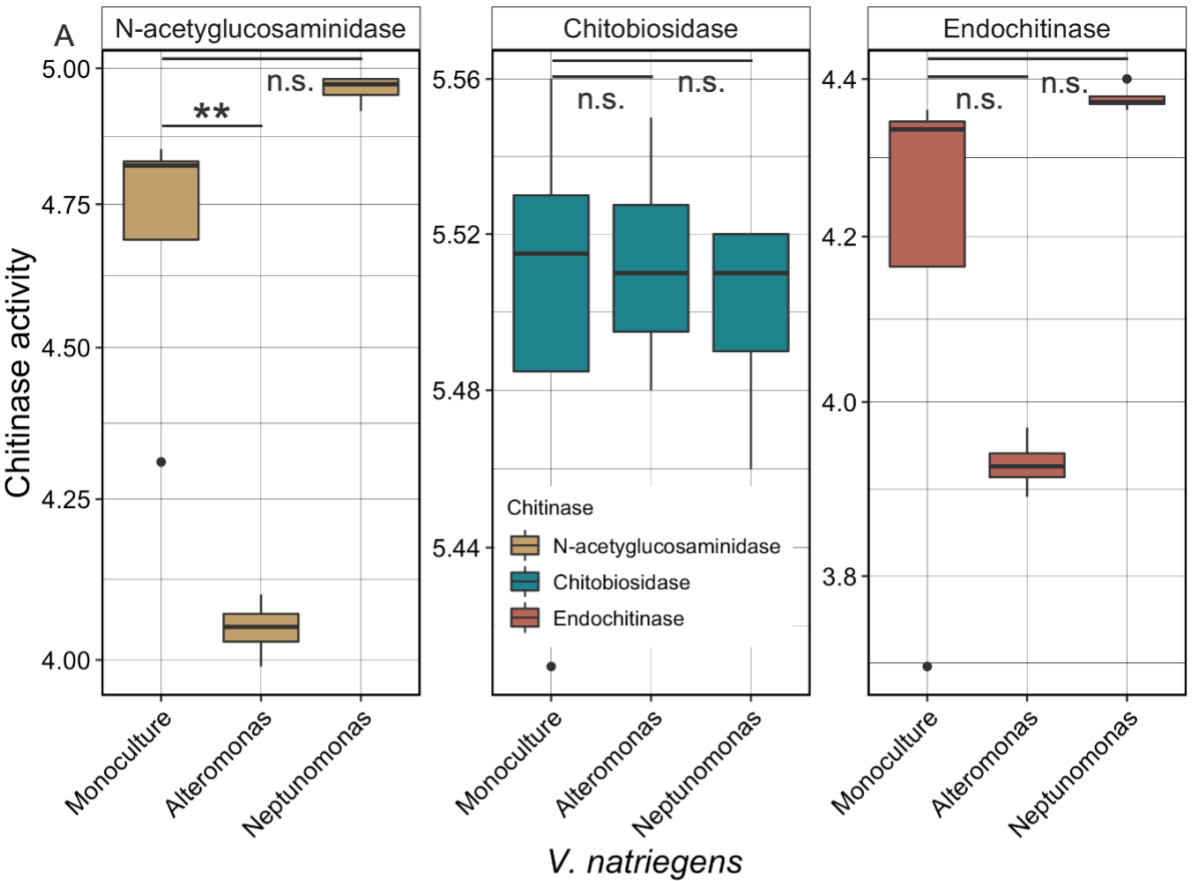 A
N-acetyglucosaminidase
Chitobiosidase
Endochitinase
Chitinase activity
5.00
4.75
4.50
4.25
4.00
**
n.s.
Monoculture
Alteromonas
Neptunomonas
5.56
5.52
5.48
5.44
n.s.
n.s.
Chitinase
N-acetyglucosaminidase
Chitobiosidase
Endochitinase
Monoculture
Alteromonas
Neptunomonas
4.4
4.2
4.0
3.8
n.s.
n.s.
Monoculture
Alteromonas
Neptunomonas
V. natriegens